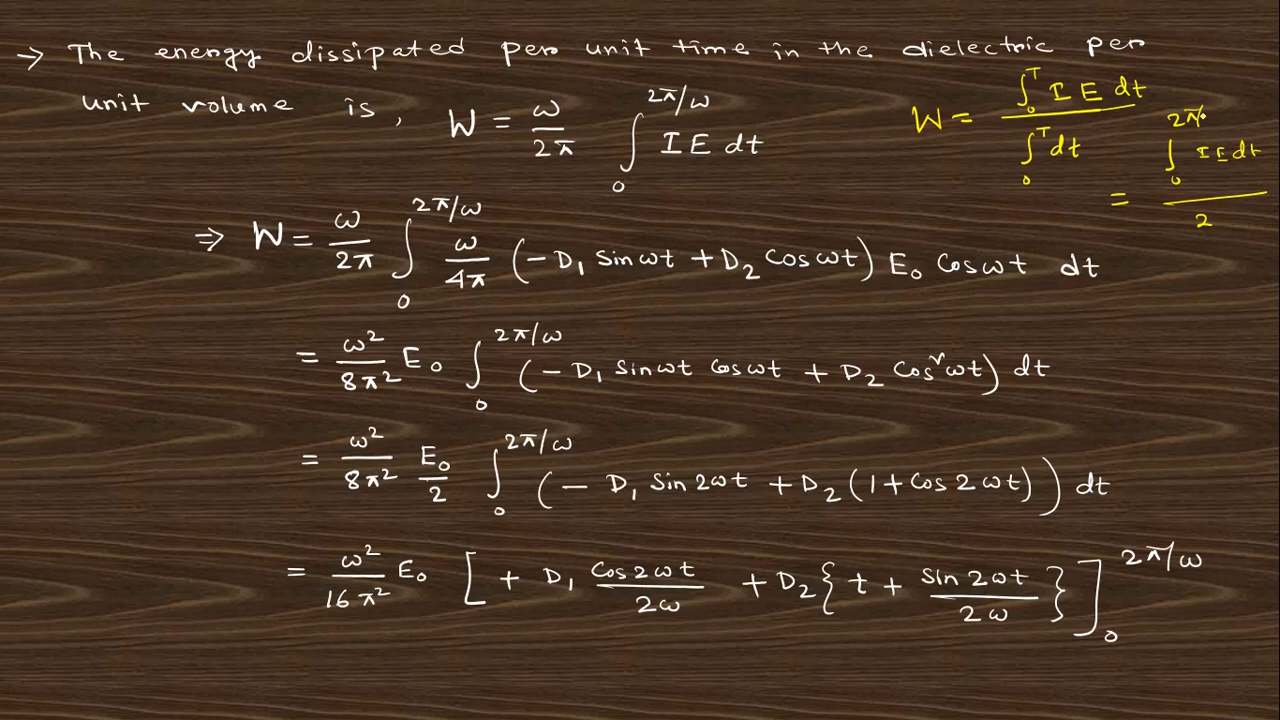 → The energy dissipated per unit time in the dielectric per
unit volume is, W = ω/2π ∫₀^{2π/ω} I E dt
W = ∫₀^T I E dt / ∫₀^T dt
= ∫₀^{2π} I E dt / 2
⇒ W = ω/2π ∫₀^{2π/ω} ω/4π (- D₁ Sin ωt + D₂ Cos ωt) E₀ Cos ωt dt
= ω²/8π² E₀ ∫₀^{2π/ω} (- D₁ Sin ωt Cos ωt + D₂ Cos² ωt) dt
= ω²/8π² E₀/2 ∫₀^{2π/ω} (- D₁ Sin 2ωt + D₂ (1 + Cos 2ωt)) dt
= ω²/16π² E₀ [ + D₁ Cos 2ωt/2ω + D₂ { t + Sin 2ωt/2ω } ]₀^{2π/ω}